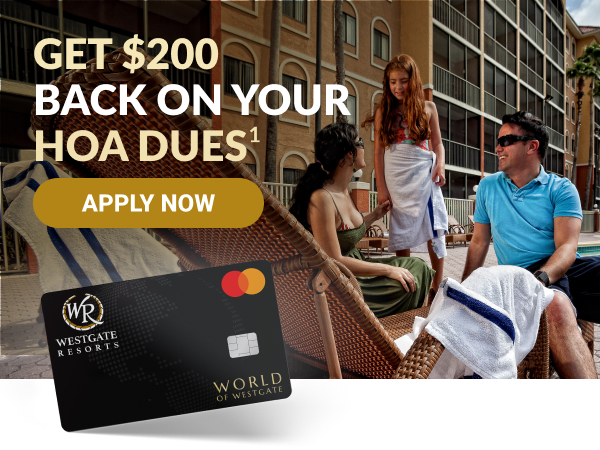 GET $200
BACK ON YOUR
HOA DUES¹
APPLY NOW
WR
WESTGATE
RESORTS
WORLD
OF WESTGATE